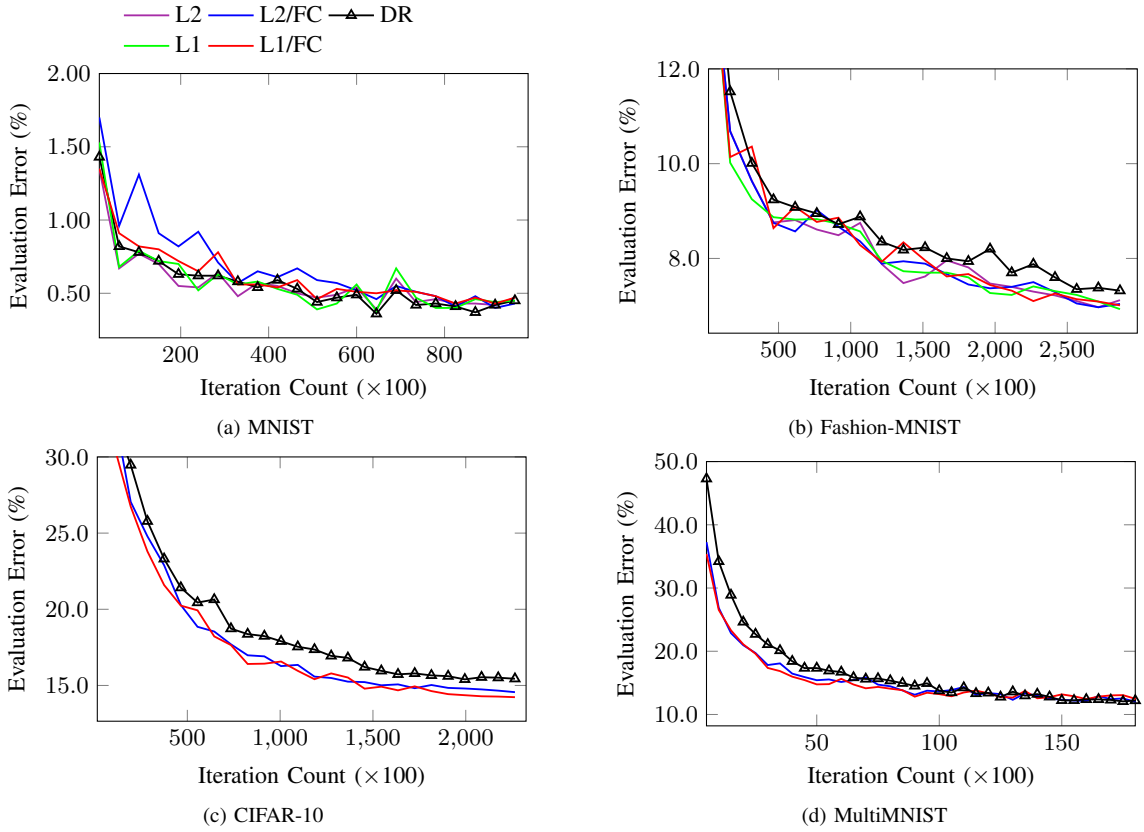 L2 L2/FC DR
L1 L1/FC
2.00
1.50
1.00
0.50
Evaluation Error (%)
200 400 600 800
Iteration Count (×100)
(a) MNIST
12.0
10.0
8.0
Evaluation Error (%)
500 1,000 1,500 2,000 2,500
Iteration Count (×100)
(b) Fashion-MNIST
30.0
25.0
20.0
15.0
Evaluation Error (%)
500 1,000 1,500 2,000
Iteration Count (×100)
(c) CIFAR-10
50.0
40.0
30.0
20.0
10.0
Evaluation Error (%)
50 100 150
Iteration Count (×100)
(d) MultiMNIST